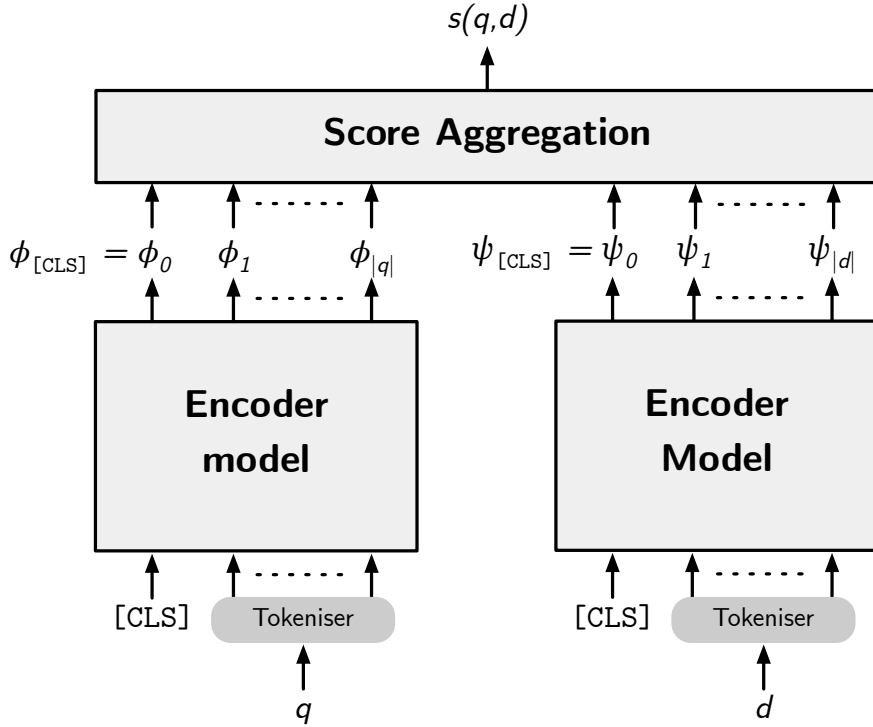 s(q,d)
Score Aggregation
ϕ[CLS] = ϕ0 ϕ1 ϕ|q| ψ[CLS] = ψ0 ψ1 ψ|d|
Encoder model
Encoder Model
[CLS] Tokeniser [CLS] Tokeniser
q d